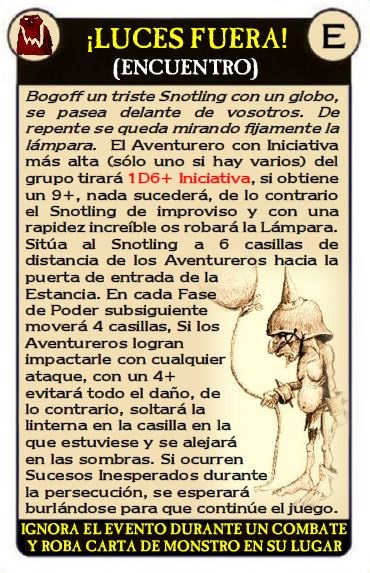 ¡LUCES FUERA!
E
(ENCUENTRO)
Bogoff un triste Snotling con un globo,
se pasea delante de vosotros. De
repente se queda mirando fijamente la
lámpara. El Aventurero con Iniciativa
más alta (sólo uno si hay varios) del
grupo tirará 1D6+ Iniciativa, si obtiene
un 9+, nada sucederá, de lo contrario
el Snotling de improviso y con una
rapidez increíble os robará la Lámpara.
Sitúa al Snotling a 6 casillas de
distancia de los Aventureros hacia la
puerta de entrada de la
Estancia. En cada Fase
de Poder subsiguiente
moverá 4 casillas, Si los
Aventureros logran
impactarle con cualquier
ataque, con un 4+
evitará todo el daño, de
lo contrario, soltará la
linterna en la casilla en la
que estuviese y se alejará
en las sombras. Si ocurren
Sucesos Inesperados durante
la persecución, se esperará
burlándose para que continúe el juego.
IGNORA EL EVENTO DURANTE UN COMBATE
Y ROBA CARTA DE MONSTRO EN SU LUGAR